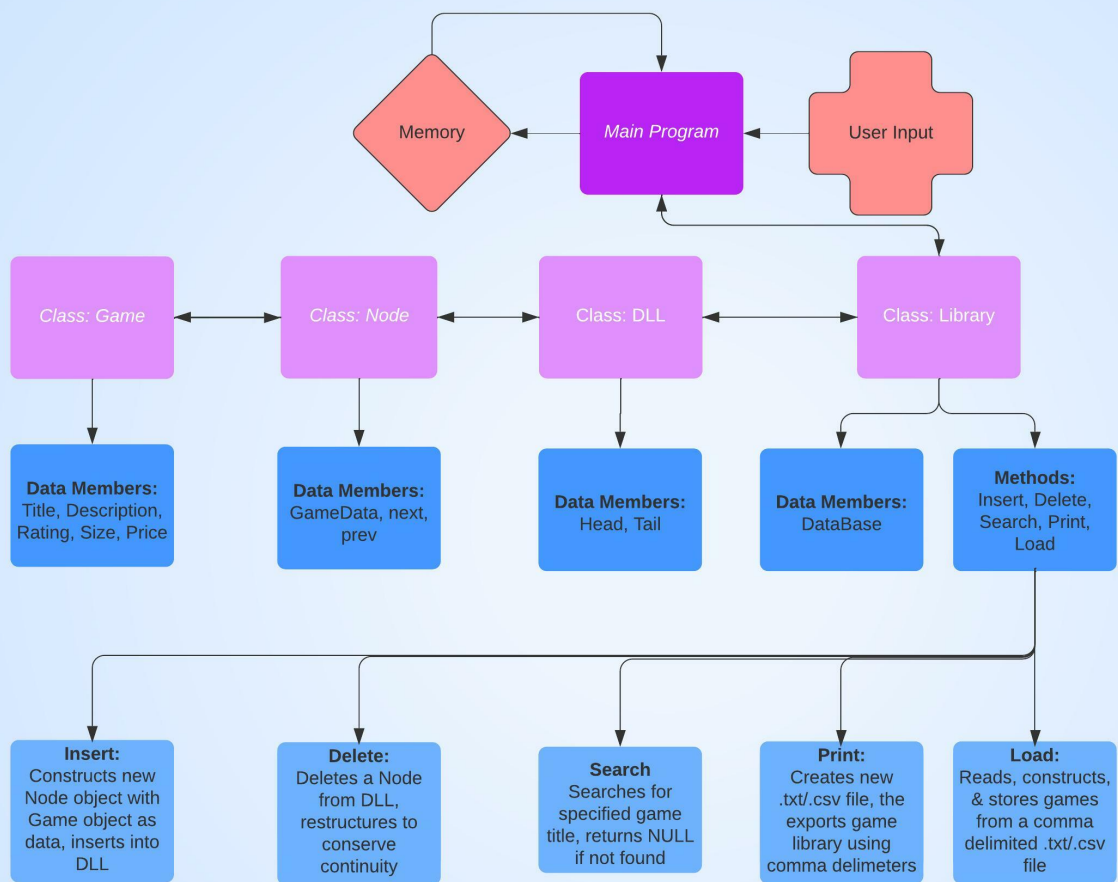 Memory
Main Program
User Input
Class: Game
Class: Node
Class: DLL
Class: Library
Data Members:
Title, Description,
Rating, Size, Price
Data Members:
GameData, next,
prev
Data Members:
Head, Tail
Data Members:
DataBase
Methods:
Insert, Delete,
Search, Print,
Load
Insert:
Constructs new
Node object with
Game object as
data, inserts into
DLL
Delete:
Deletes a Node
from DLL,
restructures to
conserve
continuity
Search
Searches for
specified game
title, returns NULL
if not found
Print:
Creates new
.txt/.csv file, the
exports game
library using
comma delimeters
Load:
Reads, constructs,
& stores games
from a comma
delimited .txt/.csv
file